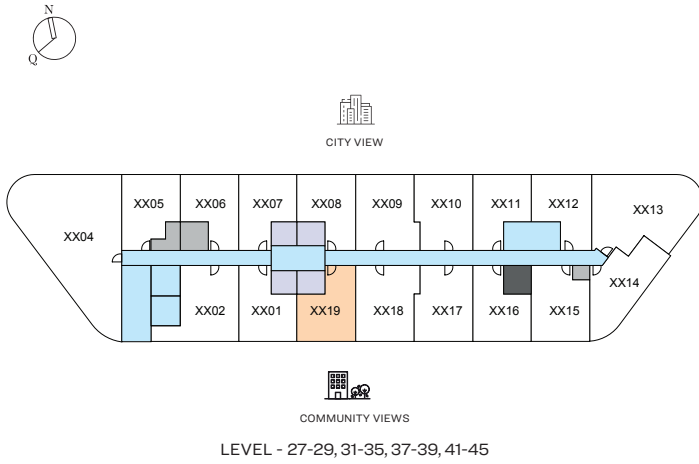 N
Q
CITY VIEW
XX05 XX06 XX07 XX08 XX09 XX10 XX11 XX12
XX04 XX13
XX14
XX02 XX01 XX19 XX18 XX17 XX16 XX15
COMMUNITY VIEWS
LEVEL - 27-29, 31-35, 37-39, 41-45